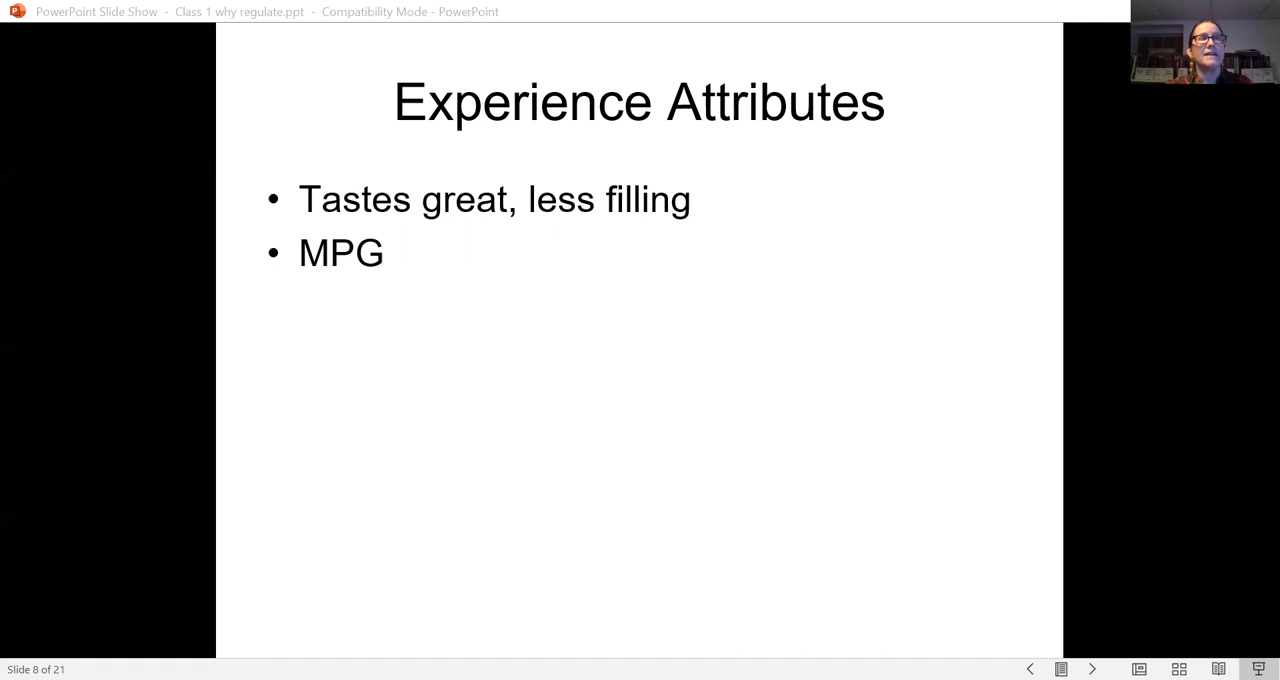 PowerPoint Slide Show - Class 1 why regulate.ppt - Compatibility Mode - PowerPoint
Experience Attributes
• Tastes great, less filling
• MPG
Slide 8 of 21